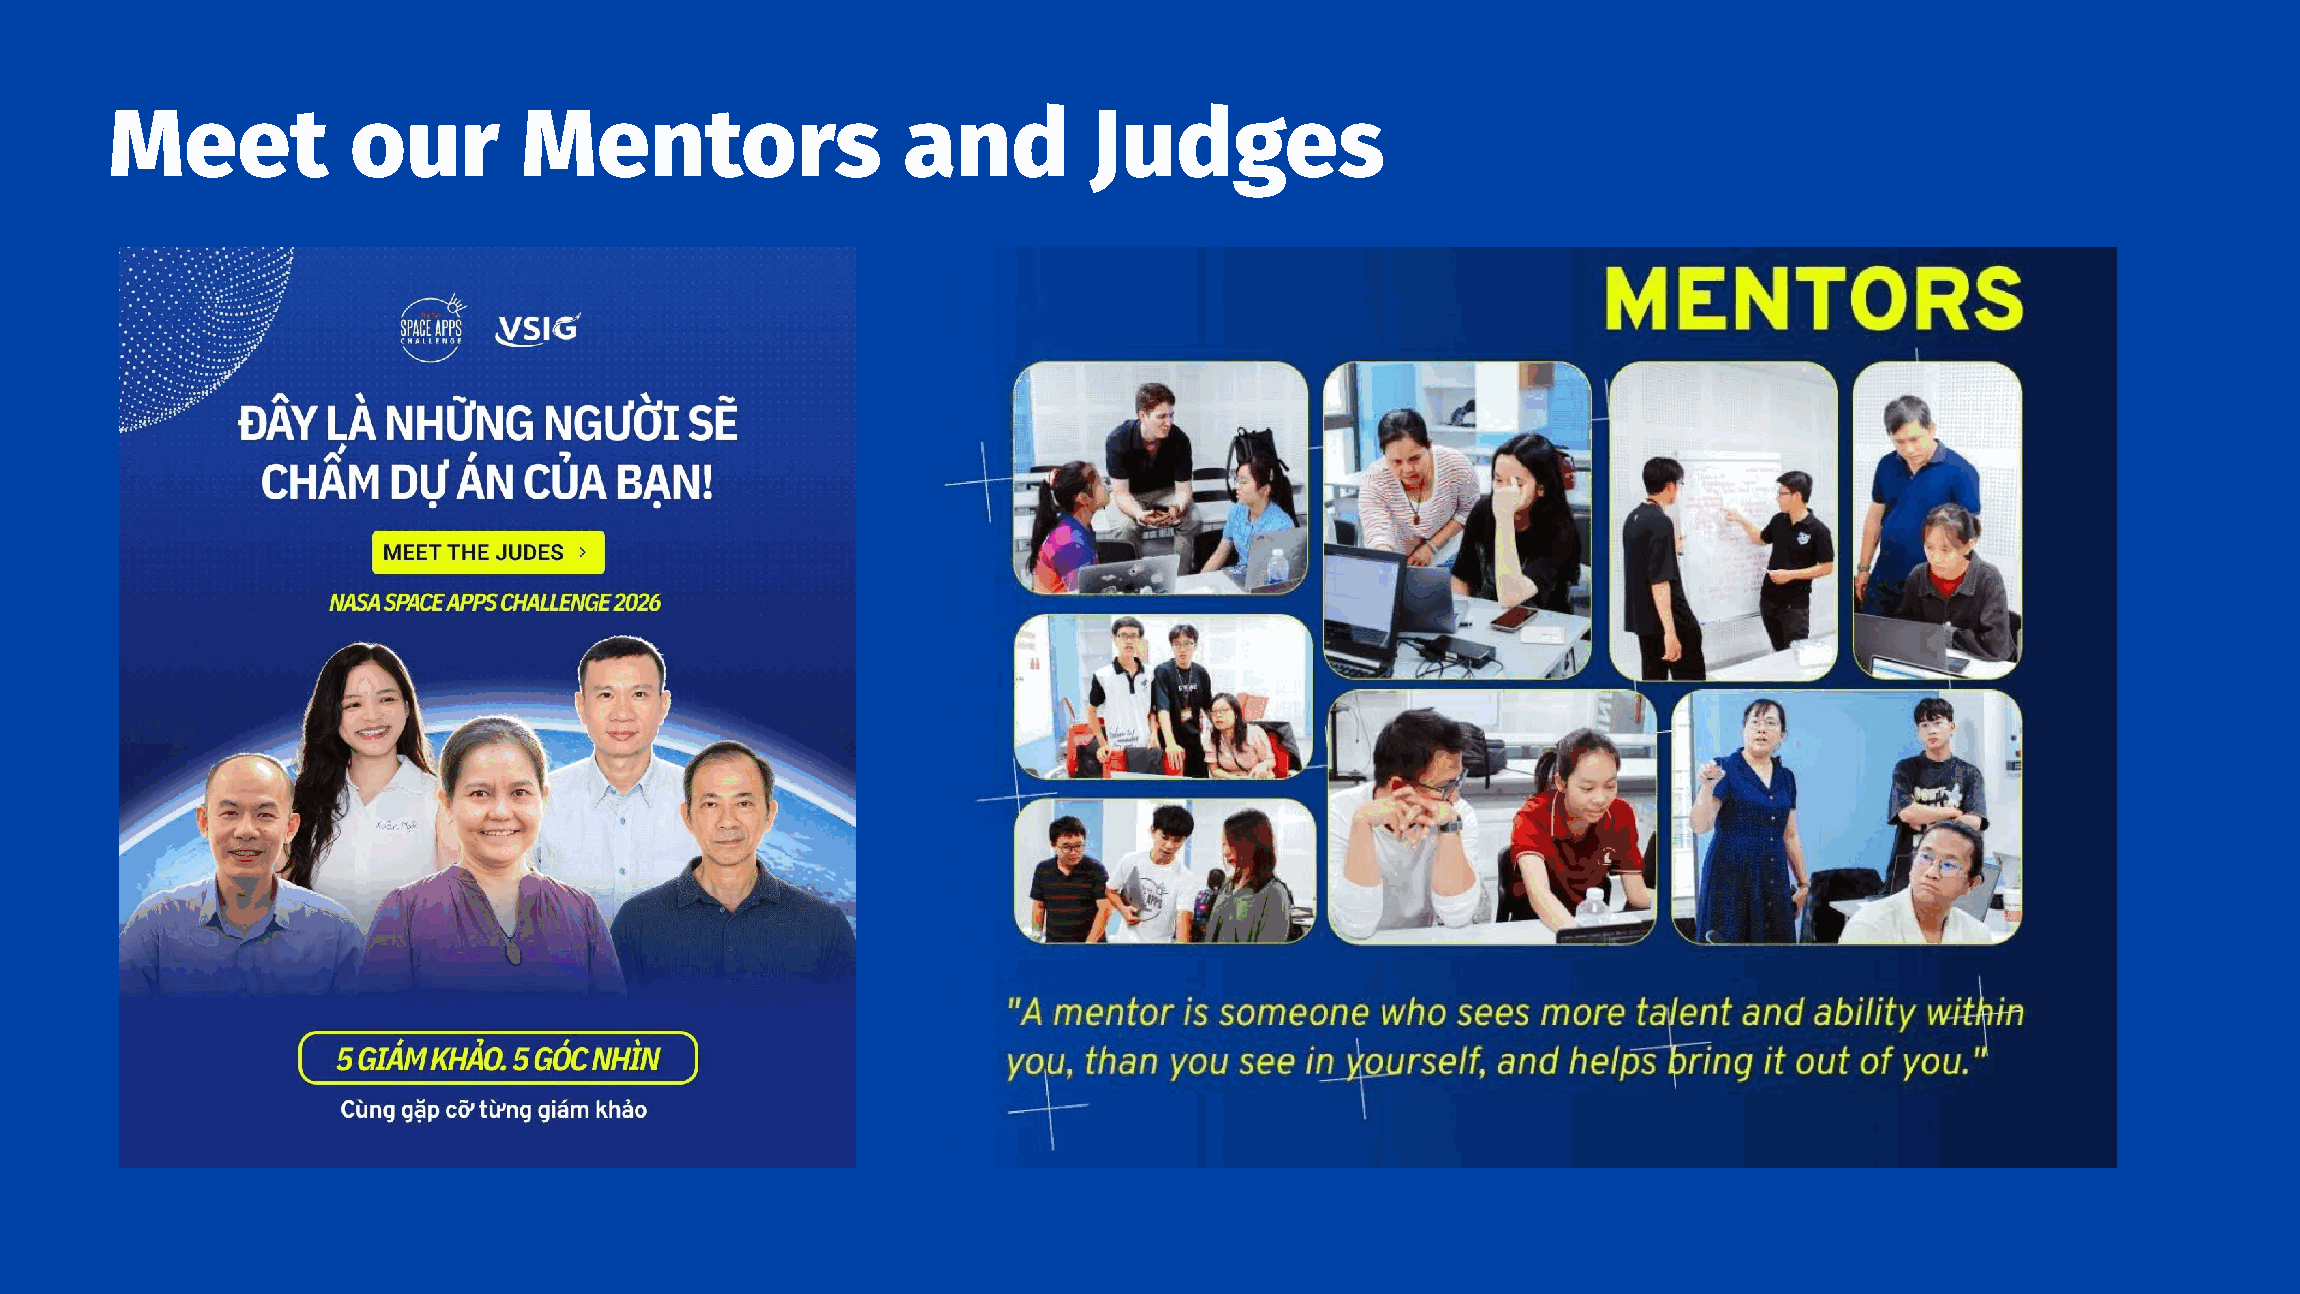 Meet our Mentors and Judges
SPACE APPS
CHALLENGE
VSIG
ĐÂY LÀ NHỮNG NGƯỜI SẼ
CHẤM DỰ ÁN CỦA BẠN!
MEET THE JUDES >
NASA SPACE APPS CHALLENGE 2026
5 GIÁM KHẢO. 5 GÓC NHÌN
Cùng gặp cỡ từng giám khảo
MENTORS
"A mentor is someone who sees more talent and ability within
you, than you see in yourself, and helps bring it out of you."